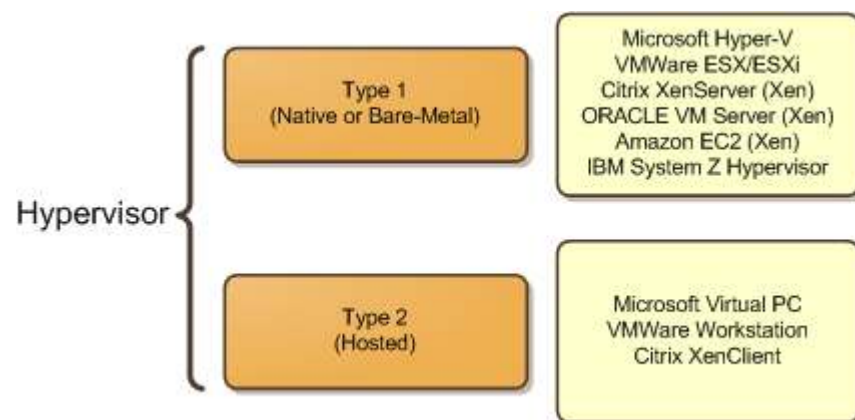 Hypervisor
Type 1
(Native or Bare-Metal)
Microsoft Hyper-V
VMWare ESX/ESXi
Citrix XenServer (Xen)
ORACLE VM Server (Xen)
Amazon EC2 (Xen)
IBM System Z Hypervisor
Type 2
(Hosted)
Microsoft Virtual PC
VMWare Workstation
Citrix XenClient